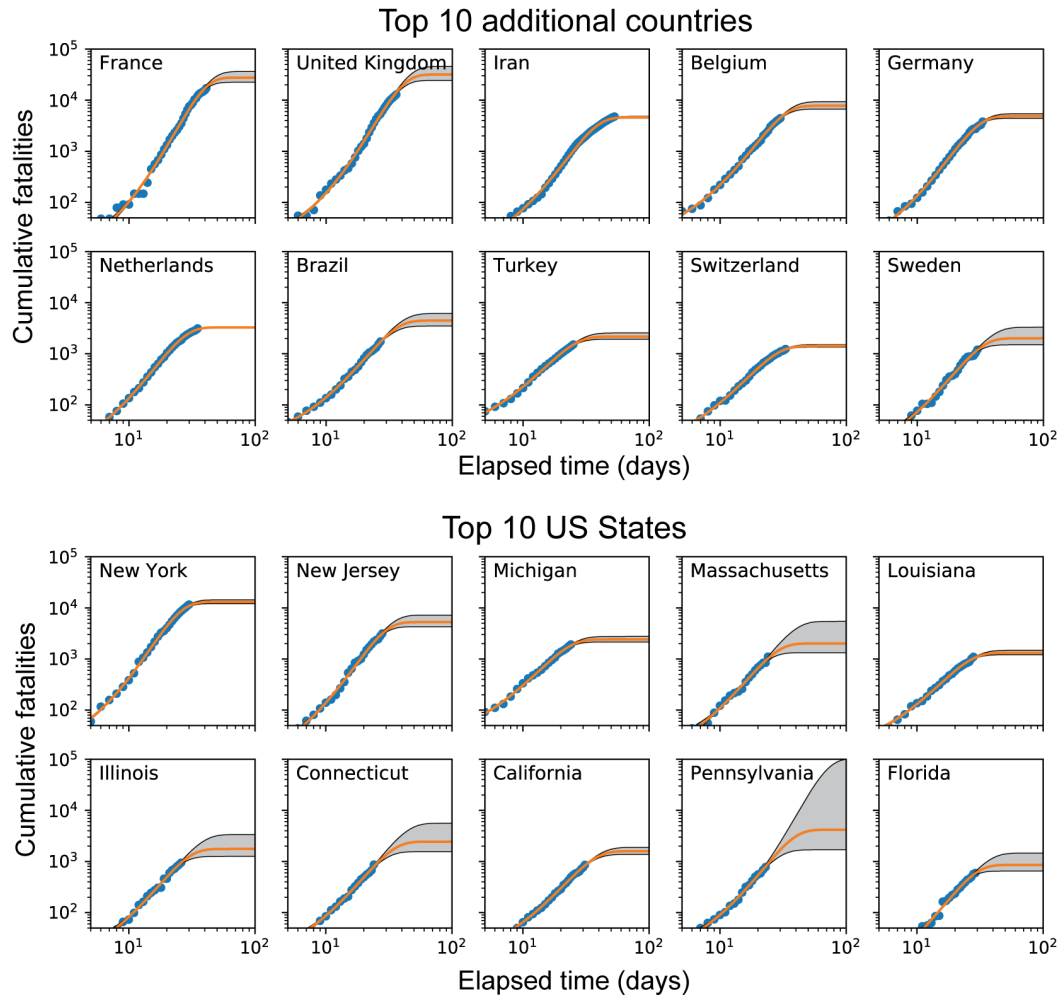 Top 10 additional countries
Cumulative fatalities
10^5
10^4
10^3
10^2
France
United Kingdom
Iran
Belgium
Germany
10^5
10^4
10^3
10^2
Netherlands
Brazil
Turkey
Switzerland
Sweden
10^1 10^2 10^1 10^2 10^1 10^2 10^1 10^2 10^1 10^2
Elapsed time (days)
Top 10 US States
Cumulative fatalities
10^5
10^4
10^3
10^2
New York
New Jersey
Michigan
Massachusetts
Louisiana
Cumulative fatalities
10^5
10^4
10^3
10^2
Illinois
Connecticut
California
Pennsylvania
Florida
10^1 10^2 10^1 10^2 10^1 10^2 10^1 10^2 10^1 10^2
Elapsed time (days)